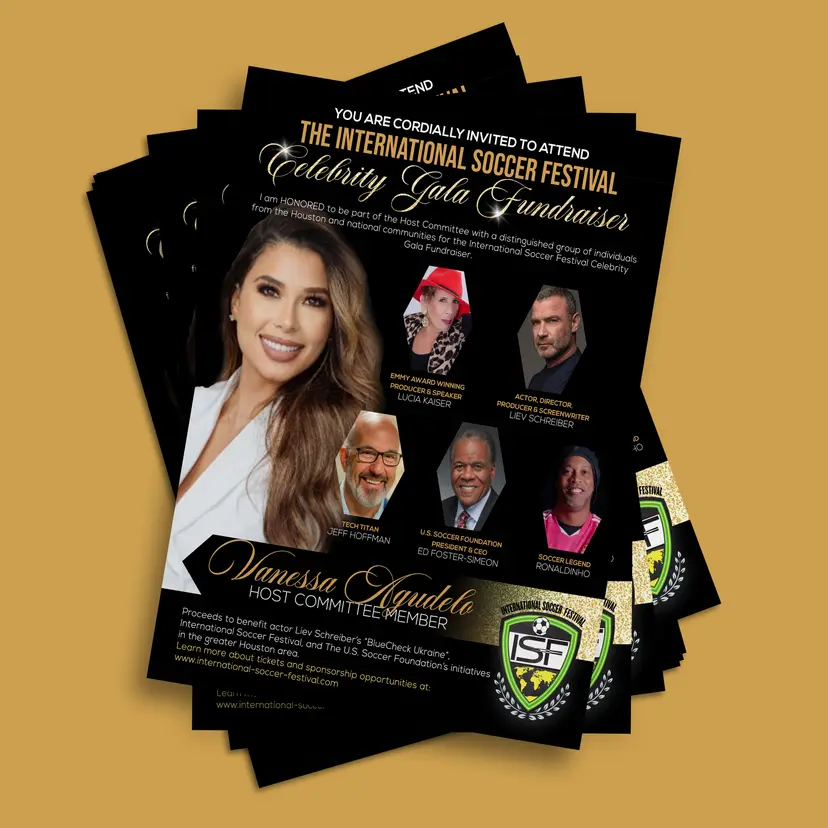 TEND
YOU ARE CORDIALLY INVITED TO ATTEND
THE INTERNATIONAL SOCCER FESTIVAL
Celebrity Gala Fundraiser
I am HONORED to be part of the Host Committee with a distinguished group of individuals
from the Houston and national communities for the International Soccer Festival Celebrity
Gala Fundraiser.
EMMY AWARD WINNING
PRODUCER & SPEAKER
LUCIA KAISER
ACTOR, DIRECTOR,
PRODUCER & SCREENWRITER
LIEV SCHREIBER
TECH TITAN
JEFF HOFFMAN
U.S. SOCCER FOUNDATION
PRESIDENT & CEO
ED FOSTER-SIMEON
SOCCER LEGEND
RONALDINHO
Vanessa Agudelo
HOST COMMITTEE MEMBER
Proceeds to benefit actor Liev Schreiber's "BlueCheck Ukraine",
International Soccer Festival, and The U.S. Soccer Foundation's initiatives
in the greater Houston area.
Learn more about tickets and sponsorship opportunities at:
www.international-soccer-festival.com
INTERNATIONAL SOCCER FESTIVAL
ISF
FESTIVAL
www.international-soccer